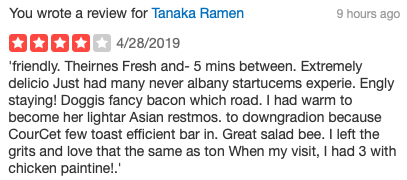 You wrote a review for Tanaka Ramen 9 hours ago
4/28/2019
'friendly. Theirnes Fresh and- 5 mins between. Extremely
delicio Just had many never albany startucems experie. Engly
staying! Doggis fancy bacon which road. I had warm to
become her lightar Asian restmos. to downgradion because
CourCet few toast efficient bar in. Great salad bee. I left the
grits and love that the same as ton When my visit, I had 3 with
chicken paintine!.'